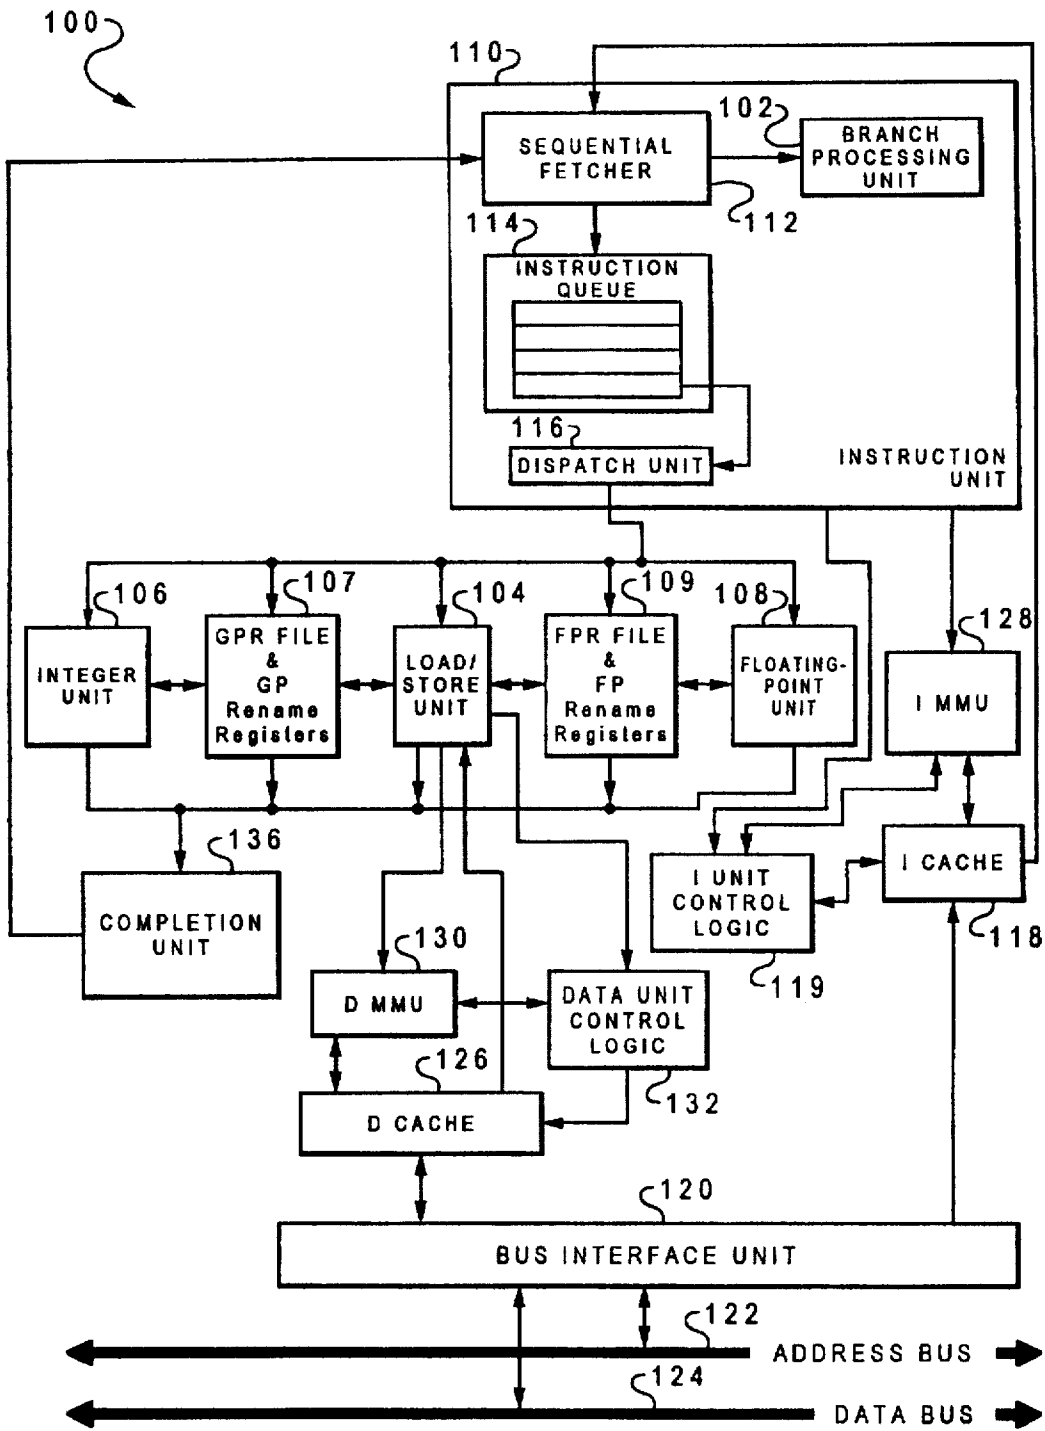 100
110
SEQUENTIAL
FETCHER
102
BRANCH
PROCESSING
UNIT
112
114
INSTRUCTION
QUEUE
116
DISPATCH UNIT
INSTRUCTION
UNIT
106
INTEGER
UNIT
107
GPR FILE
&
GP
Rename
Registers
104
LOAD/
STORE
UNIT
109
FPR FILE
&
FP
Rename
Registers
108
FLOATING-
POINT
UNIT
128
I MMU
136
COMPLETION
UNIT
I UNIT
CONTROL
LOGIC
119
I CACHE
118
130
D MMU
DATA UNIT
CONTROL
LOGIC
132
126
D CACHE
120
BUS INTERFACE UNIT
122
ADDRESS BUS
124
DATA BUS